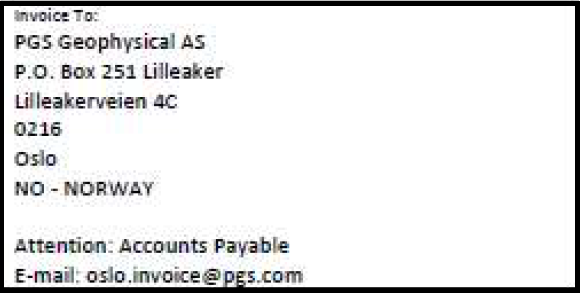 Invoice To:
PGS Geophysical AS
P.O. Box 251 Lilleaker
Lilleakerveien 4C
0216
Oslo
NO - NORWAY
Attention: Accounts Payable
E-mail: oslo.invoice@pgs.com